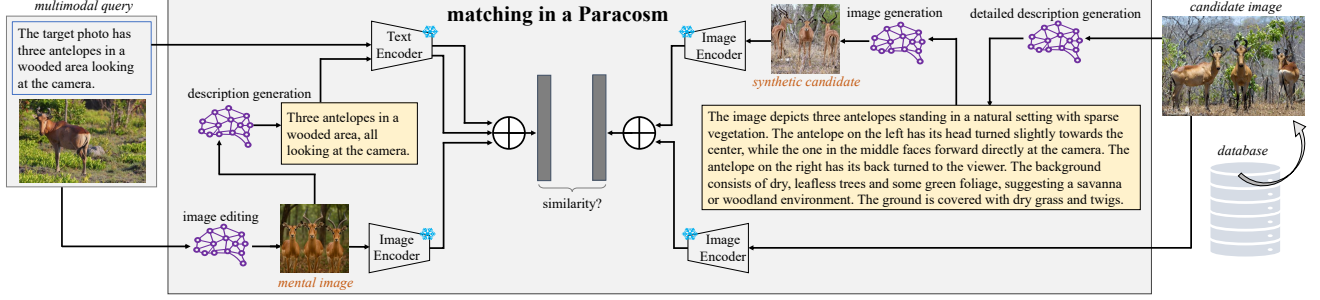 multimodal query
The target photo has
three antelopes in a
wooded area looking
at the camera.
matching in a Paracosm
Text
Encoder
description generation
Three antelopes in a
wooded area, all
looking at the camera.
image editing
mental image
Image
Encoder
similarity?
Image
Encoder
synthetic candidate
image generation
detailed description generation
The image depicts three antelopes standing in a natural setting with sparse
vegetation. The antelope on the left has its head turned slightly towards the
center, while the one in the middle faces forward directly at the camera. The
antelope on the right has its back turned to the viewer. The background
consists of dry, leafless trees and some green foliage, suggesting a savanna
or woodland environment. The ground is covered with dry grass and twigs.
Image
Encoder
candidate image
database